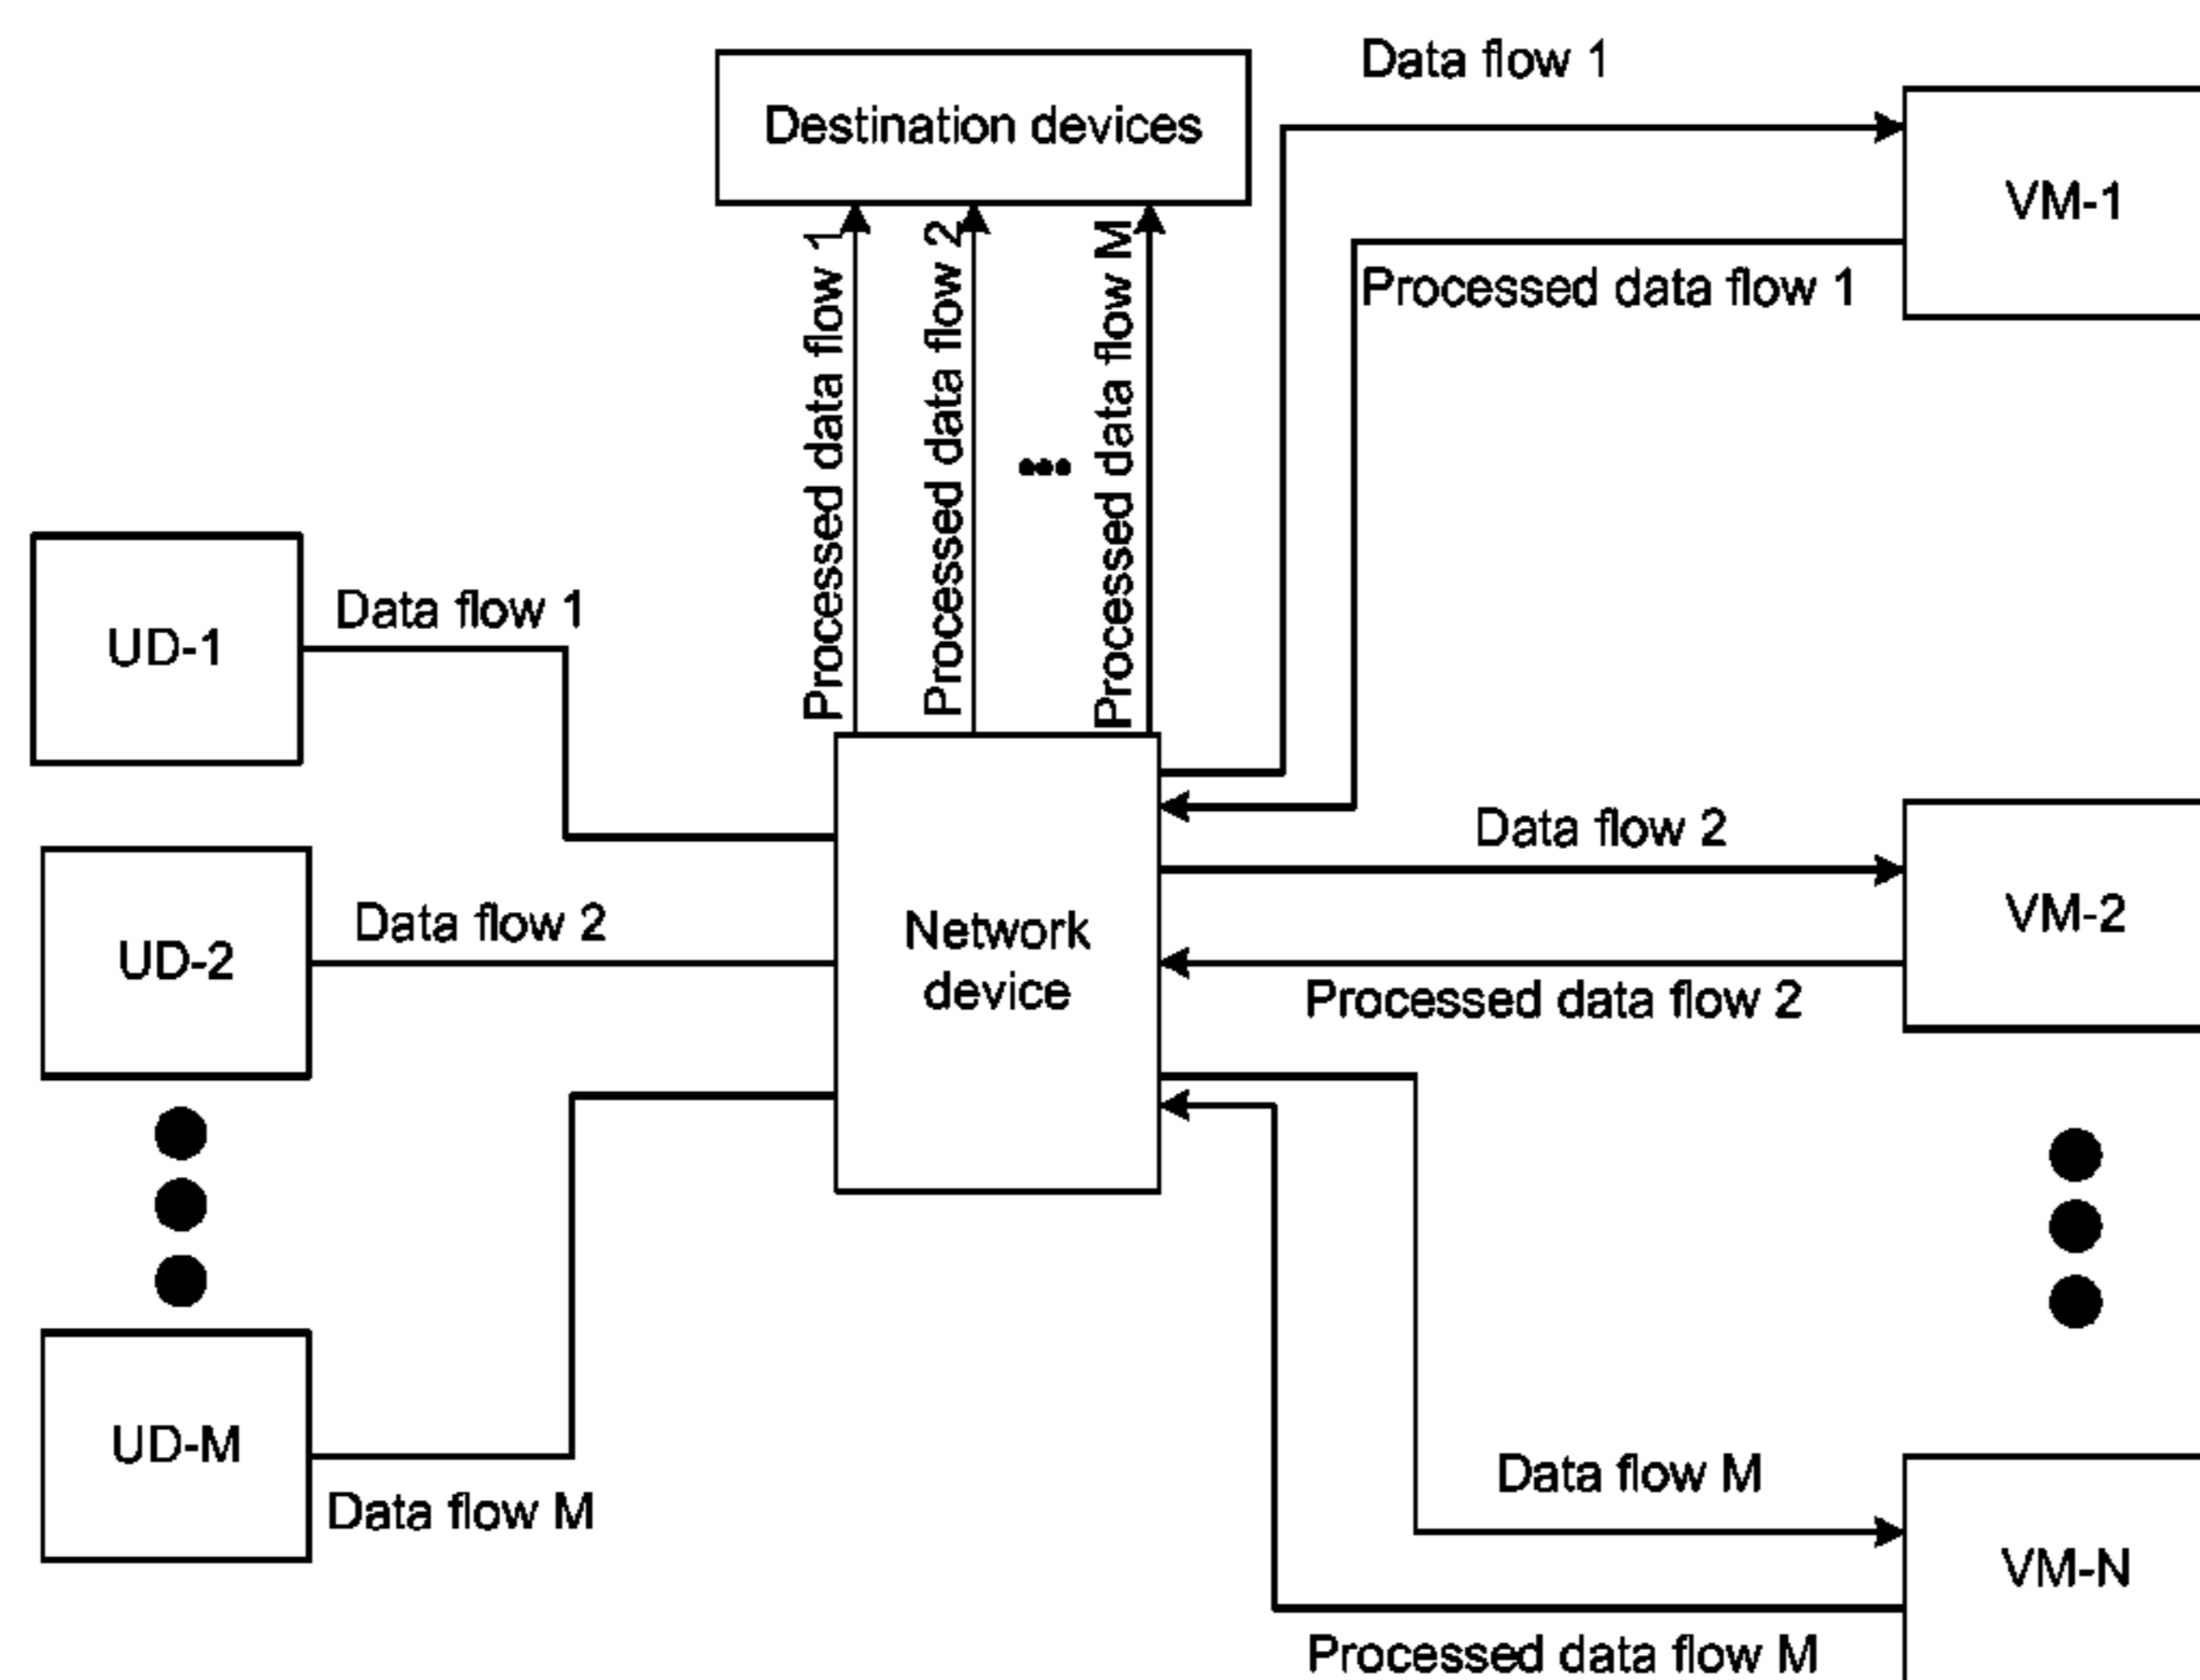 Data flow 1
Destination devices
VM-1
Processed data flow 1
Processed data flow 2
Processed data flow M
Processed data flow 1
Data flow 1
UD-1
Data flow 2
VM-2
Data flow 2
UD-2
Network
device
Processed data flow 2
UD-M
Data flow M
Data flow M
VM-N
Processed data flow M